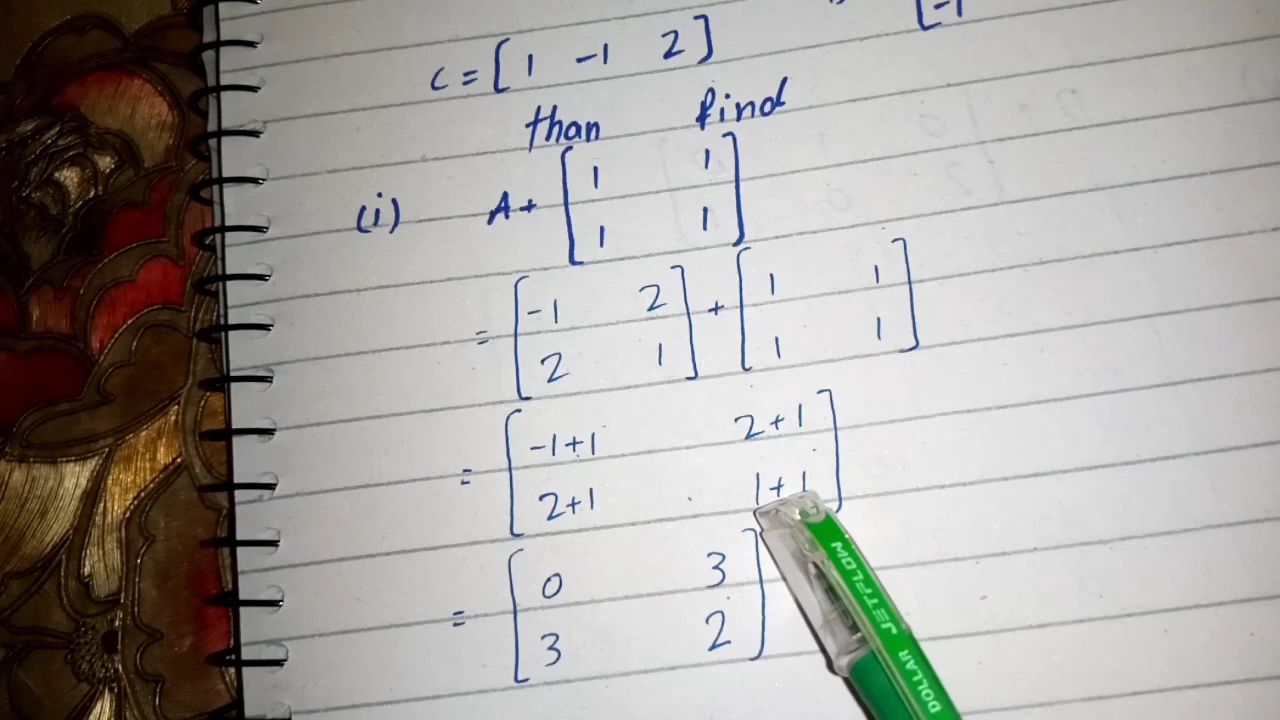 [-1
C = [ 1 -1 2 ]
than find
(i) A + [ 1 1
1 1 ]
= [ -1 2 ] + [ 1 1 ]
2 1 1 1
= [ -1+1 2+1 ]
2+1 1+1
= [ 0 3 ]
3 2
DOLLAR JETFLOW